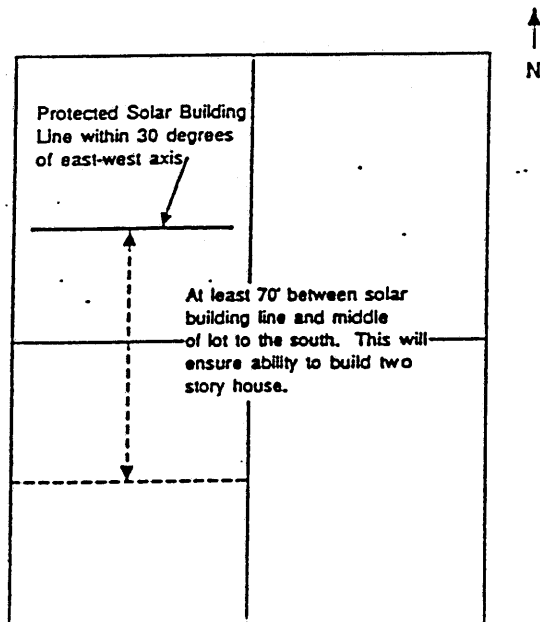 N
Protected Solar Building
Line within 30 degrees
of east-west axis
At least 70' between solar
building line and middle
of lot to the south. This will
ensure ability to build two
story house.